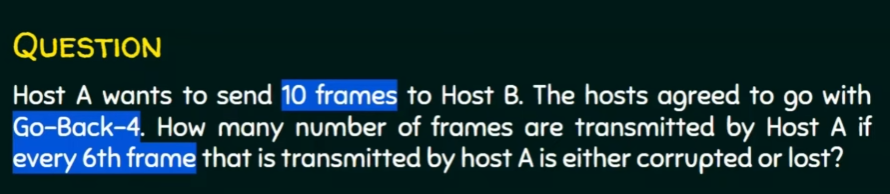 QUESTION
Host A wants to send 10 frames to Host B. The hosts agreed to go with
Go-Back-4. How many number of frames are transmitted by Host A if
every 6th frame that is transmitted by host A is either corrupted or lost?